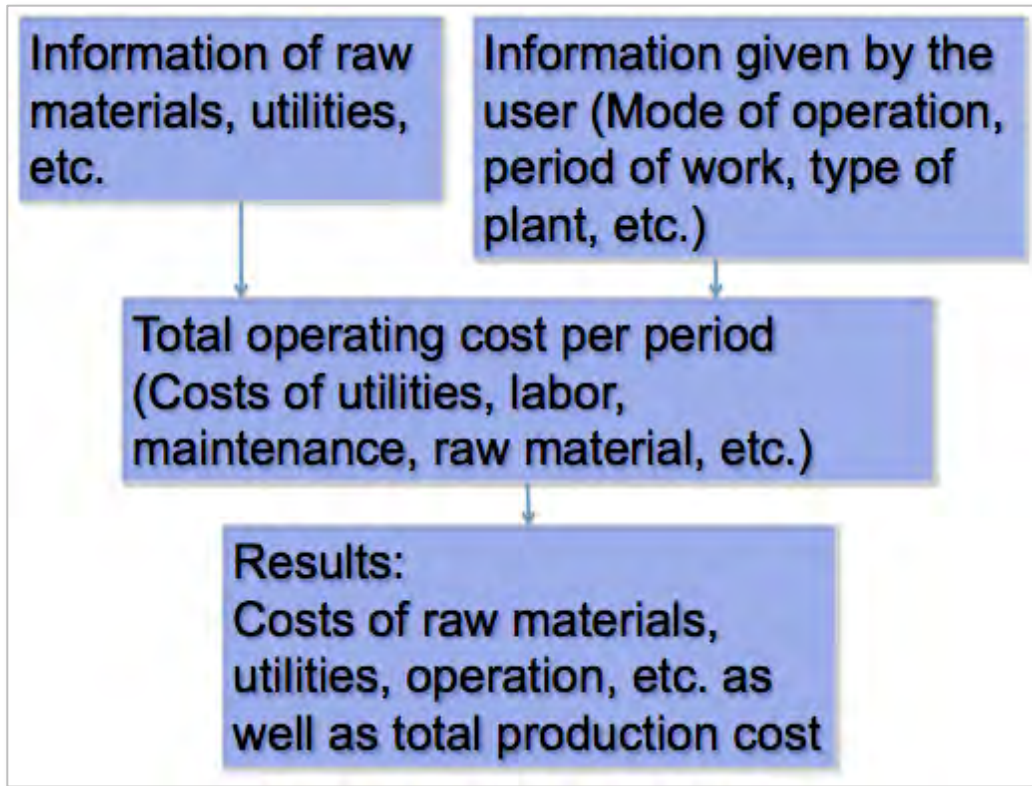 Information of raw
materials, utilities,
etc.
Information given by the
user (Mode of operation,
period of work, type of
plant, etc.)
Total operating cost per period
(Costs of utilities, labor,
maintenance, raw material, etc.)
Results:
Costs of raw materials,
utilities, operation, etc. as
well as total production cost